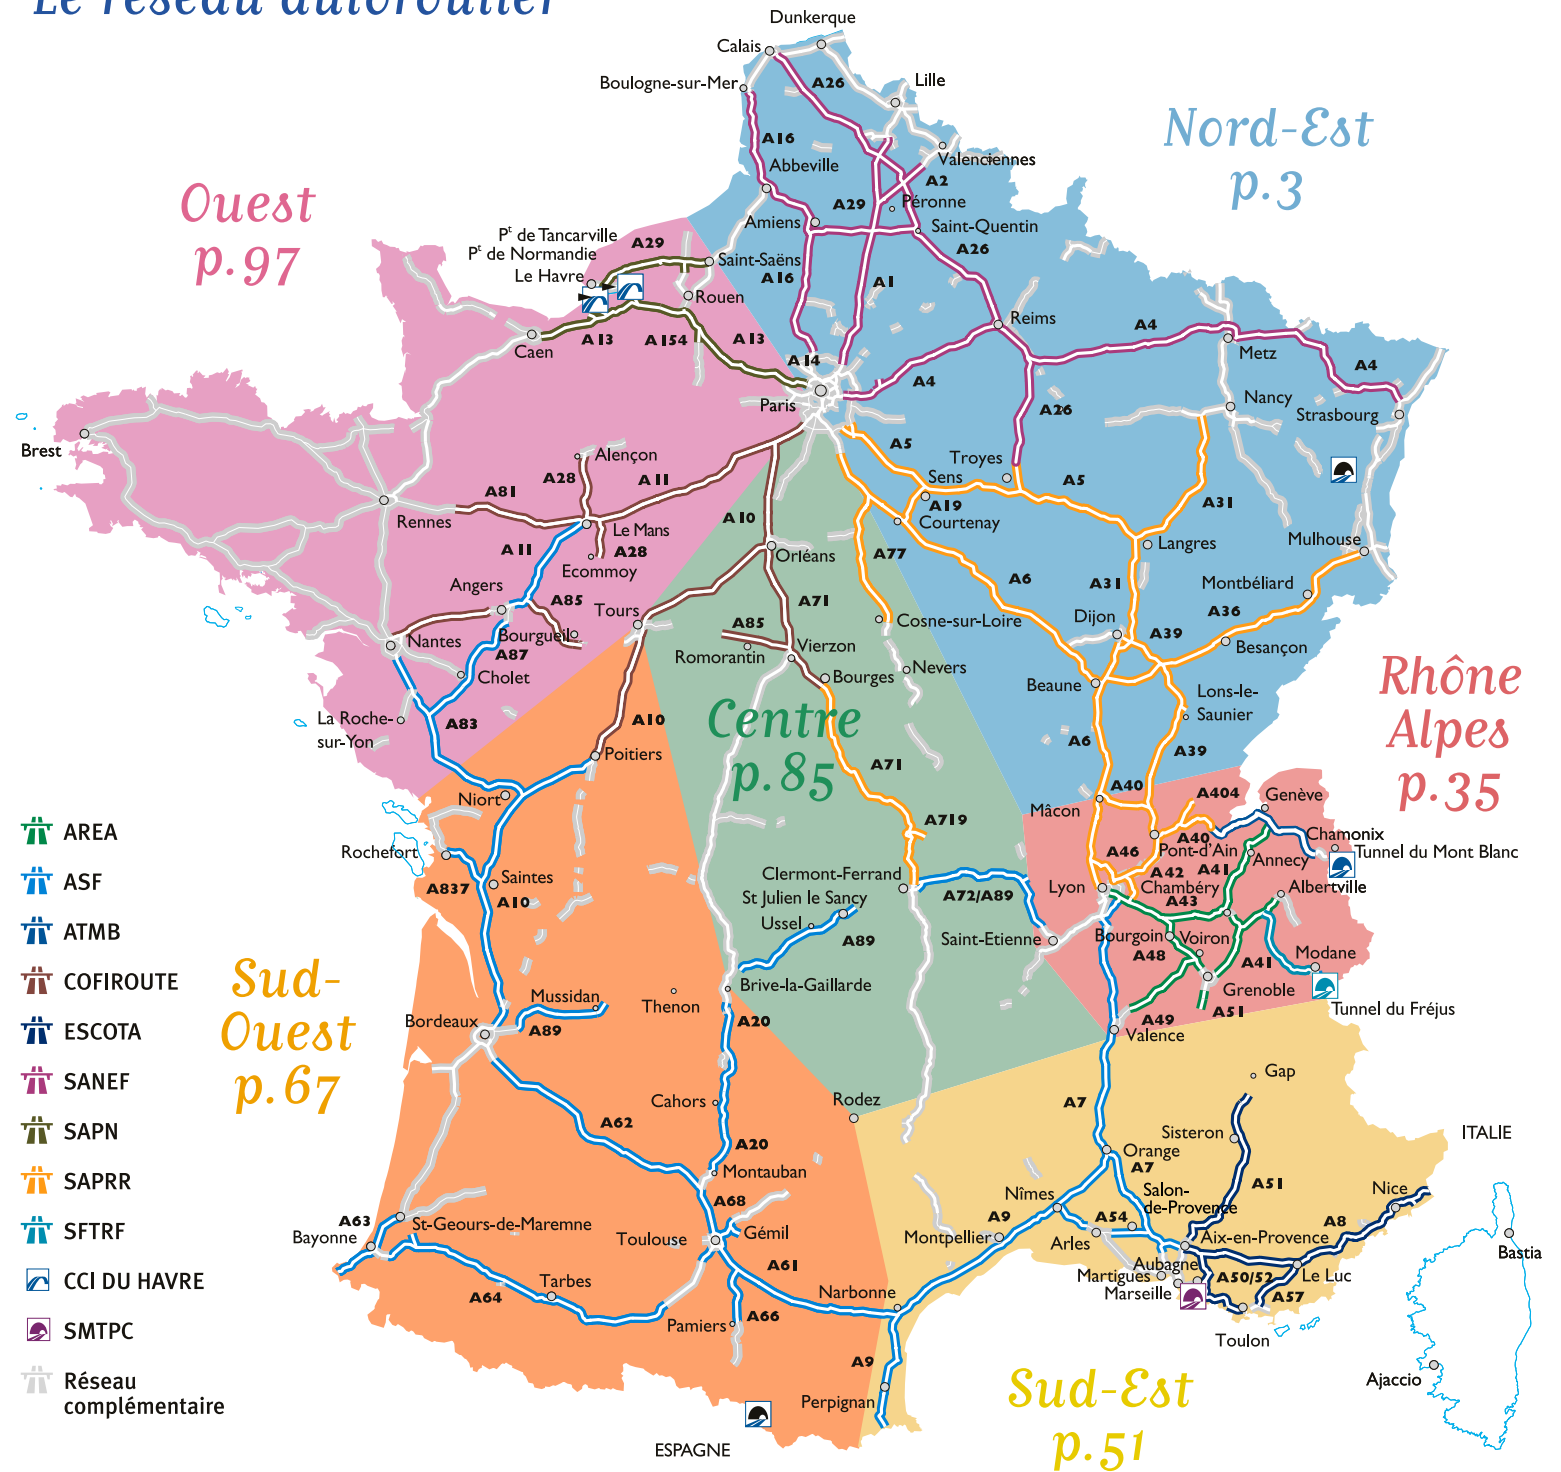 Le réseau autoroutier
Dunkerque
Calais
Boulogne-sur-Mer
A26
Lille
Nord-Est
p.3
A16
Abbeville
Valenciennes
A2
Ouest
p.97
A29
Péronne
Amiens
Saint-Quentin
Pt de Tancarville
Pt de Normandie
Le Havre
A29
Saint-Saëns
A26
A16
A1
Rouen
Reims
A4
Caen
A13
A154
A13
A14
Metz
A4
A4
Paris
A26
Nancy
Strasbourg
Brest
A5
Alençon
Troyes
A28
A11
Sens
A5
A81
A31
A19
Rennes
Le Mans
A10
Courtenay
A11
A28
Orléans
A77
Langres
Mulhouse
Ecommoy
Angers
A6
A31
Montbéliard
A85
Tours
A71
A36
Nantes
Bourgueil
A85
Cosne-sur-Loire
Dijon
A39
Besançon
A87
Romorantin
Vierzon
Cholet
Bourges
Nevers
Beaune
Lons-le-
Saunier
Rhône
Alpes
p.35
La Roche-
sur-Yon
A83
A10
Centre
p.85
A6
A39
Poitiers
A71
Niort
A40
A404
Genève
Mâcon
A719
Chamonix
AREA
Rochefort
A46
A40
Pont-d'Ain
Tunnel du Mont Blanc
Annecy
ASF
A837
Saintes
Clermont-Ferrand
A42
A41
Lyon
Chambéry
Albertville
A10
St Julien le Sancy
A72/A89
A43
ATMB
Ussel
A89
Saint-Etienne
Bourgoin
Voiron
Modane
A48
A41
COFIROUTE
Sud-
Ouest
p.67
Brive-la-Gaillarde
Grenoble
Mussidan
Thenon
Tunnel du Fréjus
A51
Bordeaux
A89
A20
A49
Valence
ESCOTA
Gap
SANEF
Cahors
Rodez
A7
A62
SAPN
A20
Sisteron
ITALIE
Orange
Montauban
A7
SAPRR
A51
Nîmes
Salon-
de-Provence
Nice
A68
A63
St-Geours-de-Maremne
A9
A54
A8
SFTRF
Bayonne
Toulouse
Gémil
Montpellier
Arles
Aix-en-Provence
Bastia
A61
Aubagne
CCI DU HAVRE
Tarbes
Martigues
A50/52
Le Luc
Marseille
Narbonne
A64
A57
A66
SMTPC
Pamiers
Toulon
A9
Sud-Est
p.51
Réseau
complémentaire
Ajaccio
Perpignan
ESPAGNE